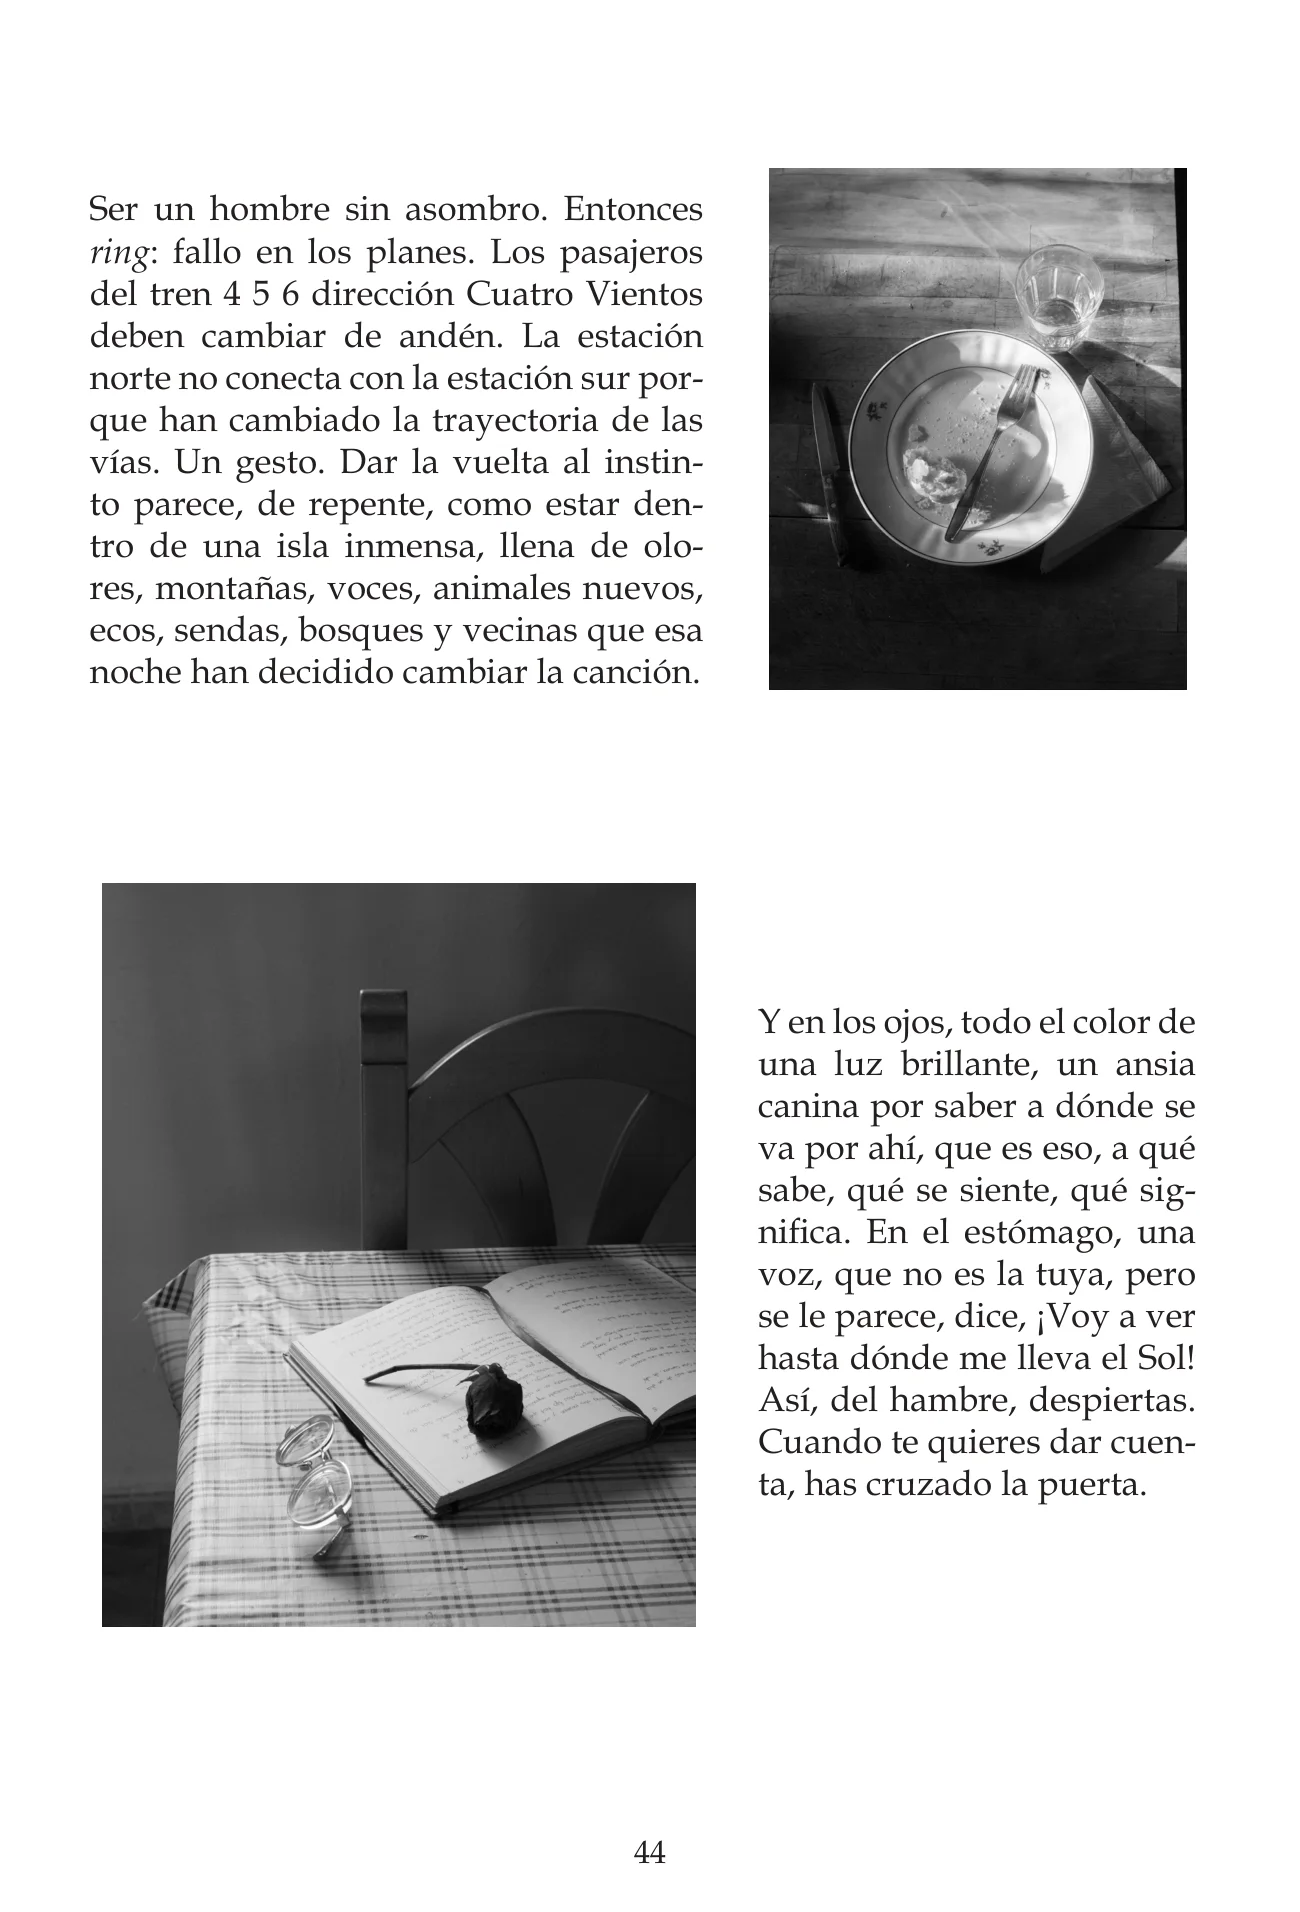 Ser un hombre sin asombro. Entonces
ring: fallo en los planes. Los pasajeros
del tren 4 5 6 dirección Cuatro Vientos
deben cambiar de andén. La estación
norte no conecta con la estación sur por-
que han cambiado la trayectoria de las
vías. Un gesto. Dar la vuelta al instin-
to parece, de repente, como estar den-
tro de una isla inmensa, llena de olo-
res, montañas, voces, animales nuevos,
ecos, sendas, bosques y vecinas que esa
noche han decidido cambiar la canción.
Y en los ojos, todo el color de
una luz brillante, un ansia
canina por saber a dónde se
va por ahí, que es eso, a qué
sabe, qué se siente, qué sig-
nifica. En el estómago, una
voz, que no es la tuya, pero
se le parece, dice, ¡Voy a ver
hasta dónde me lleva el Sol!
Así, del hambre, despiertas.
Cuando te quieres dar cuen-
ta, has cruzado la puerta.
44